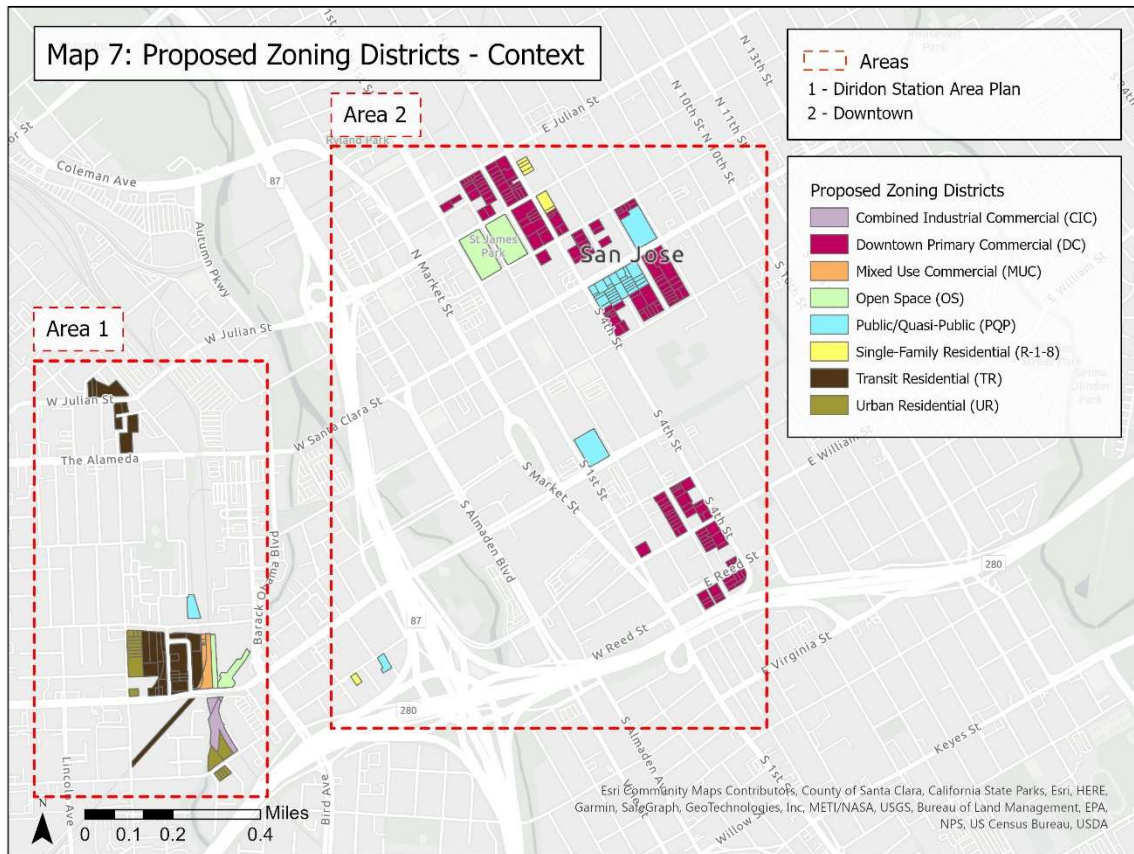 Map 7: Proposed Zoning Districts - Context
Areas
1 - Diridon Station Area Plan
2 - Downtown
Proposed Zoning Districts
Combined Industrial Commercial (CIC)
Downtown Primary Commercial (DC)
Mixed Use Commercial (MUC)
Open Space (OS)
Public/Quasi-Public (PQP)
Single-Family Residential (R-1-8)
Transit Residential (TR)
Urban Residential (UR)
Area 2
Area 1
Coleman Ave
87
Autumn Pkwy
Ryland Park
E Julian St
N 10th St
N 10th St
N 11th St
N 13th St
Roosevelt
Park
St James
Park
San Jose
N Market St
W Julian St
W Julian St
W Santa Clara St
The Alameda
S 4th St
S 4th St
S 4th St
S 1st St
S Market St
S Almaden Blvd
E William St
E William St
Selma
Olinder
Park
Barack Obama Blvd
E Reed St
W Reed St
280
87
280
E Virginia St
Keyes St
S Almaden Ave
S 1st St
Willow St
Bird Ave
Lincoln Ave
N
0 0.1 0.2 0.4
Miles
Esri Community Maps Contributors, County of Santa Clara, California State Parks, Esri, HERE,
Garmin, SafeGraph, GeoTechnologies, Inc, METI/NASA, USGS, Bureau of Land Management, EPA,
NPS, US Census Bureau, USDA